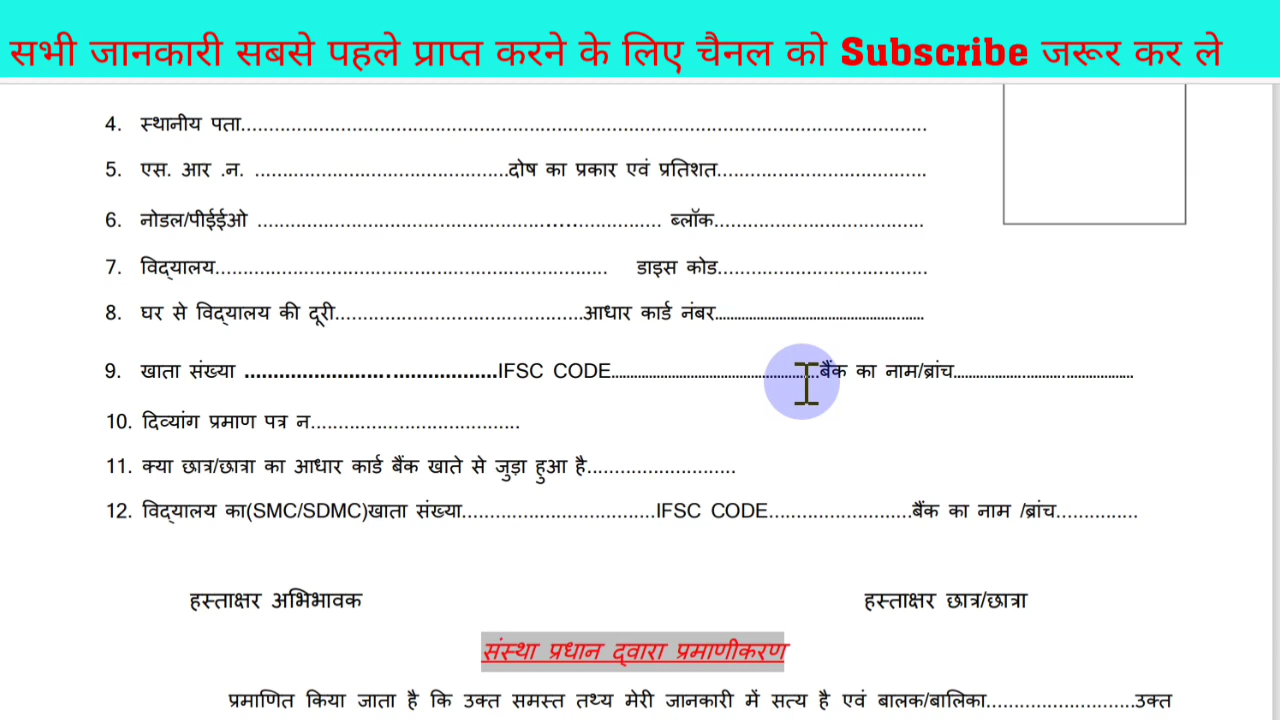 सभी जानकारी सबसे पहले प्राप्त करने के लिए चैनल को Subscribe जरूर कर ले
4. स्थानीय पता.......................................................................................................
5. एस. आर .न. ..............................................दोष का प्रकार एवं प्रतिशत...............................
6. नोडल/पीईईओ ............................................................ ब्लॉक...............................
7. विद्यालय.......................................................... डाइस कोड...............................
8. घर से विद्यालय की दूरी.....................................आधार कार्ड नंबर........................................................
9. खाता संख्या ......................................IFSC CODE........................................................बैंक का नाम/ब्रांच.................................................
10. दिव्यांग प्रमाण पत्र न......................................
11. क्या छात्र/छात्रा का आधार कार्ड बैंक खाते से जुड़ा हुआ है...........................
12. विद्यालय का(SMC/SDMC)खाता संख्या.............................IFSC CODE..........................बैंक का नाम /ब्रांच...............
हस्ताक्षर अभिभावक हस्ताक्षर छात्र/छात्रा
संस्था प्रधान द्वारा प्रमाणीकरण
प्रमाणित किया जाता है कि उक्त समस्त तथ्य मेरी जानकारी में सत्य है एवं बालक/बालिका...........................उक्त